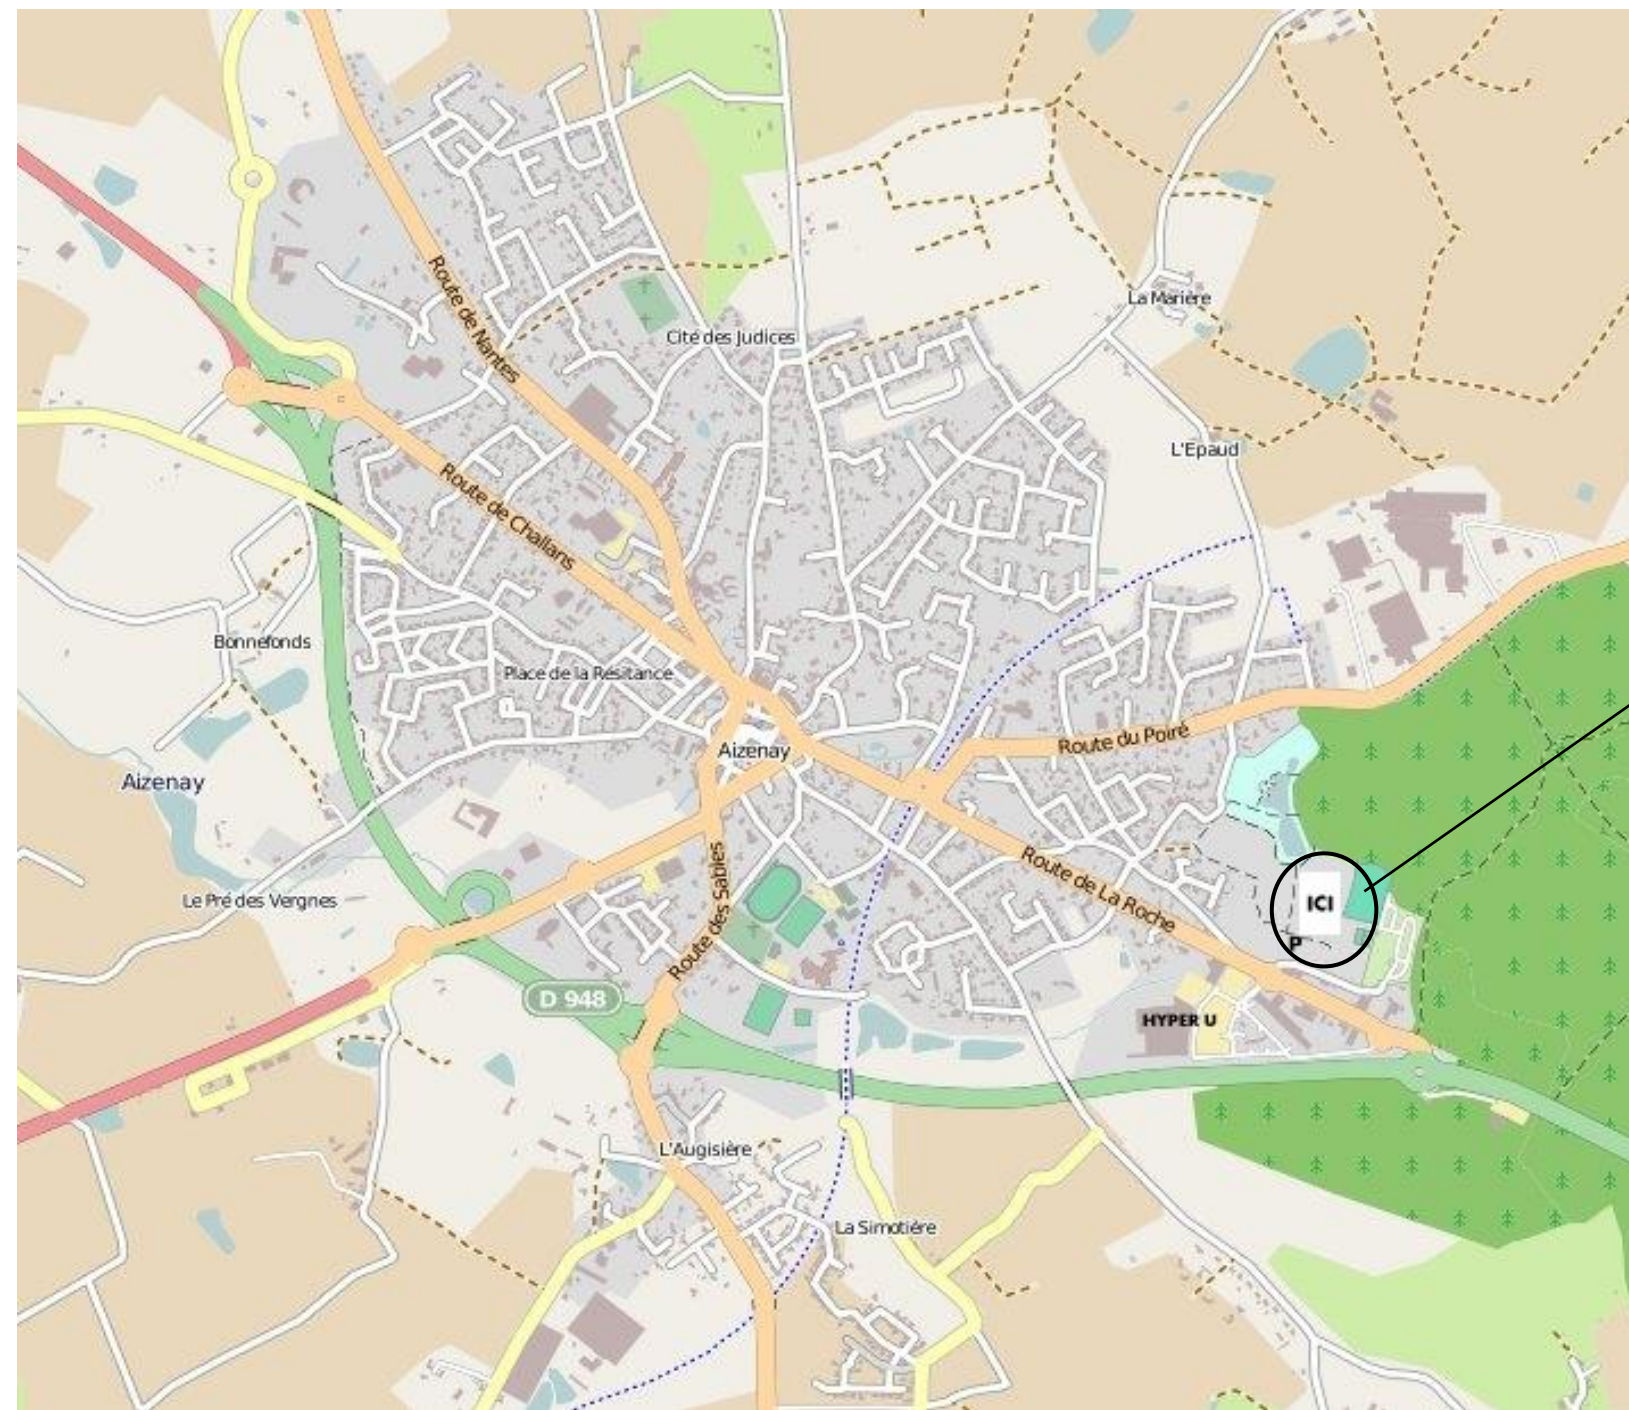 Route de Nantes
La Marière
Cité des Judices
L'Epaud
Route de Challans
Bonnefonds
Place de la Résitance
Aizenay
Route du Poiré
Aizenay
Route des Sables
Route de La Roche
Le Pré des Vergnes
ICI
P
D 948
HYPER U
L'Augisière
La Simotière